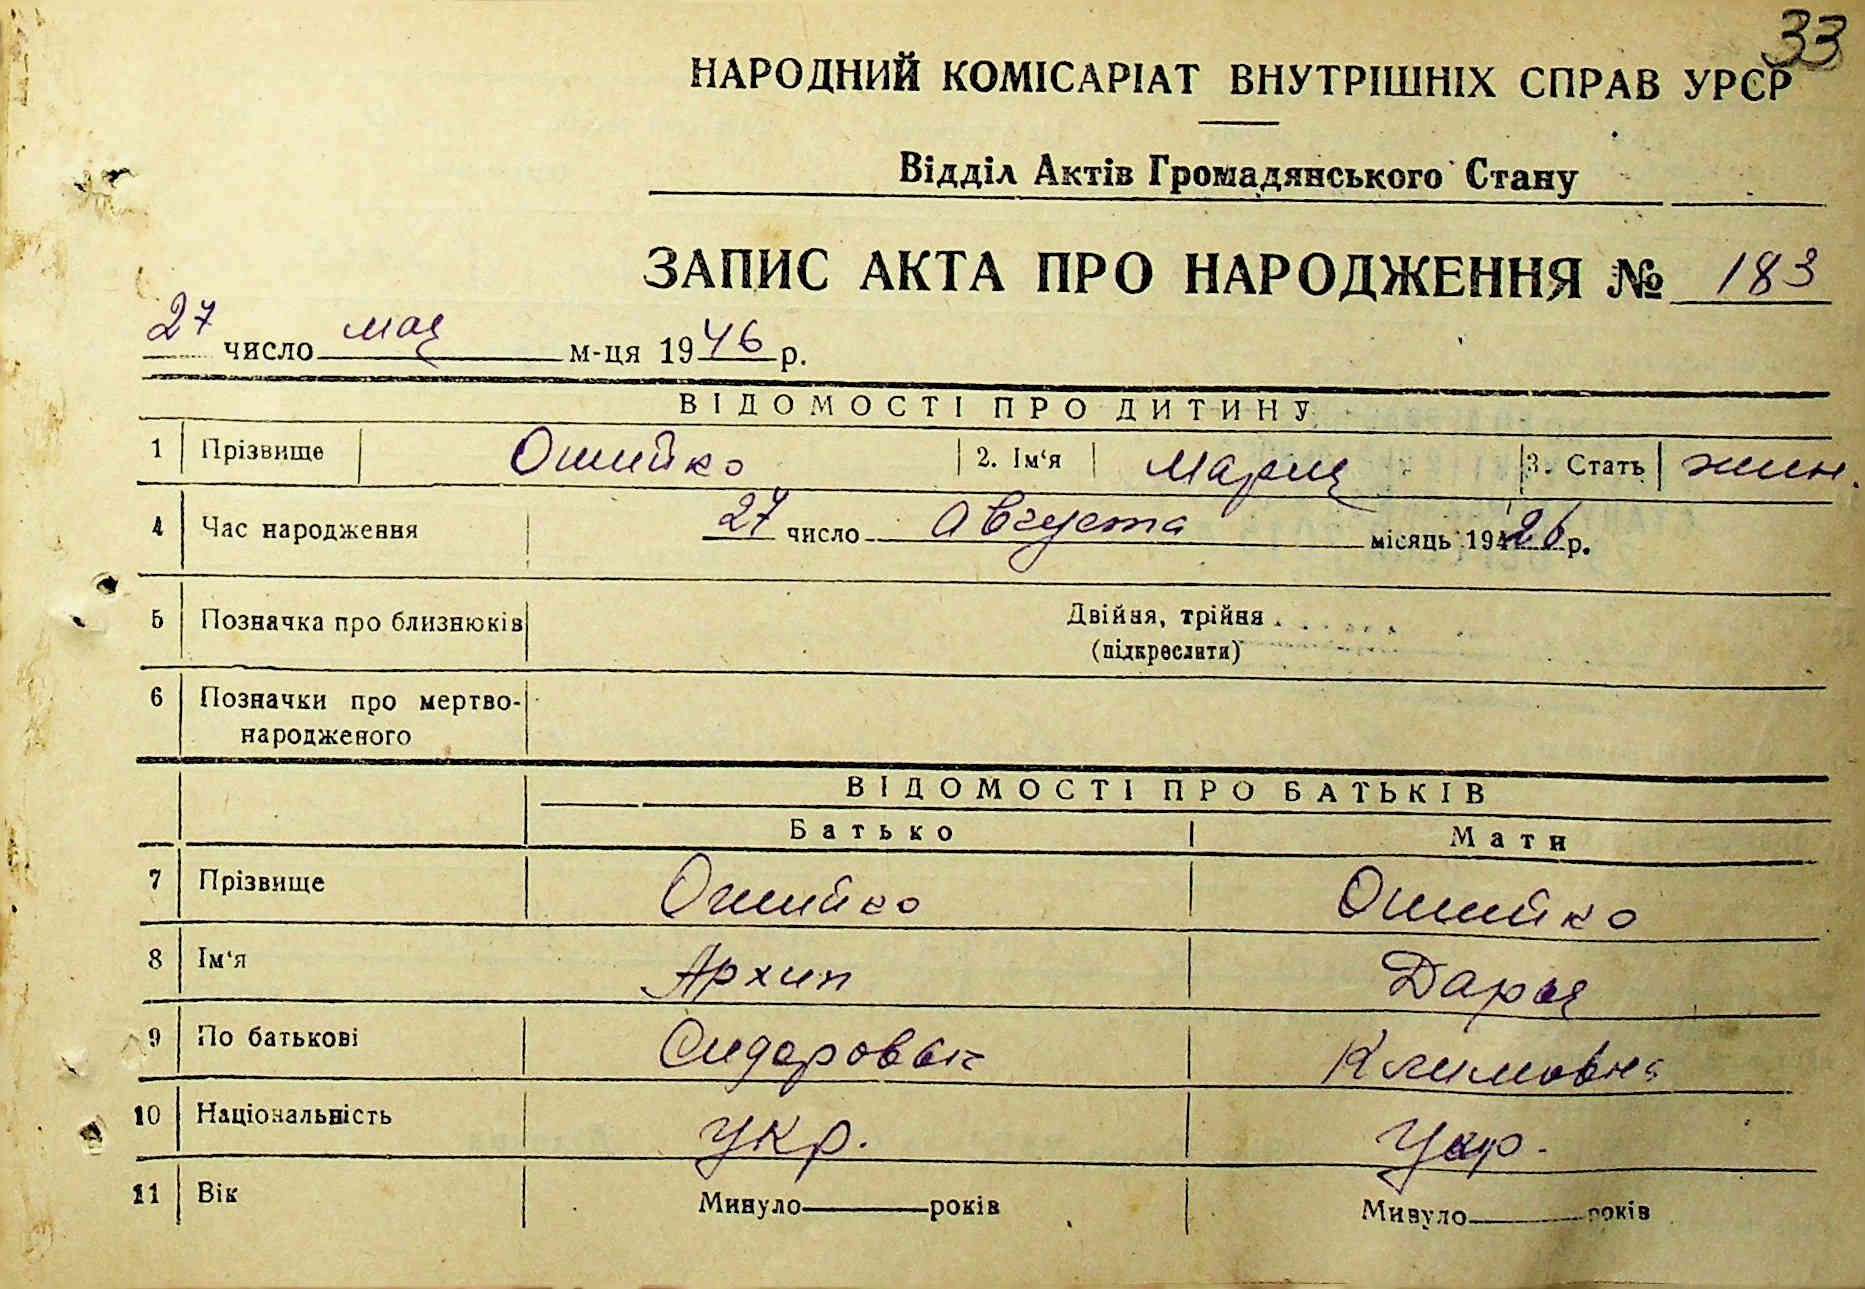 33
НАРОДНИЙ КОМІСАРІАТ ВНУТРІШНІХ СПРАВ УРСР
Відділ Актів Громадянського Стану
ЗАПИС АКТА ПРО НАРОДЖЕННЯ № 183
27 число мая м-ця 1946 р.
ВІДОМОСТІ ПРО ДИТИНУ
1 Прізвище Ошийко 2. Ім‘я Мария 3. Стать жин.
4 Час народження 27 число Августа місяць 1926 р.
5 Позначка про близнюків Двійня, трійня
(підкреслити)
6 Позначки про мертво-
народженого
ВІДОМОСТІ ПРО БАТЬКІВ
Батько Мати
7 Прізвище Ошийко Ошийко
8 Ім‘я Архип Дарья
9 По батькові Сидорович Климовна
10 Національність Укр. Укр.
11 Вік Минуло років Минуло років